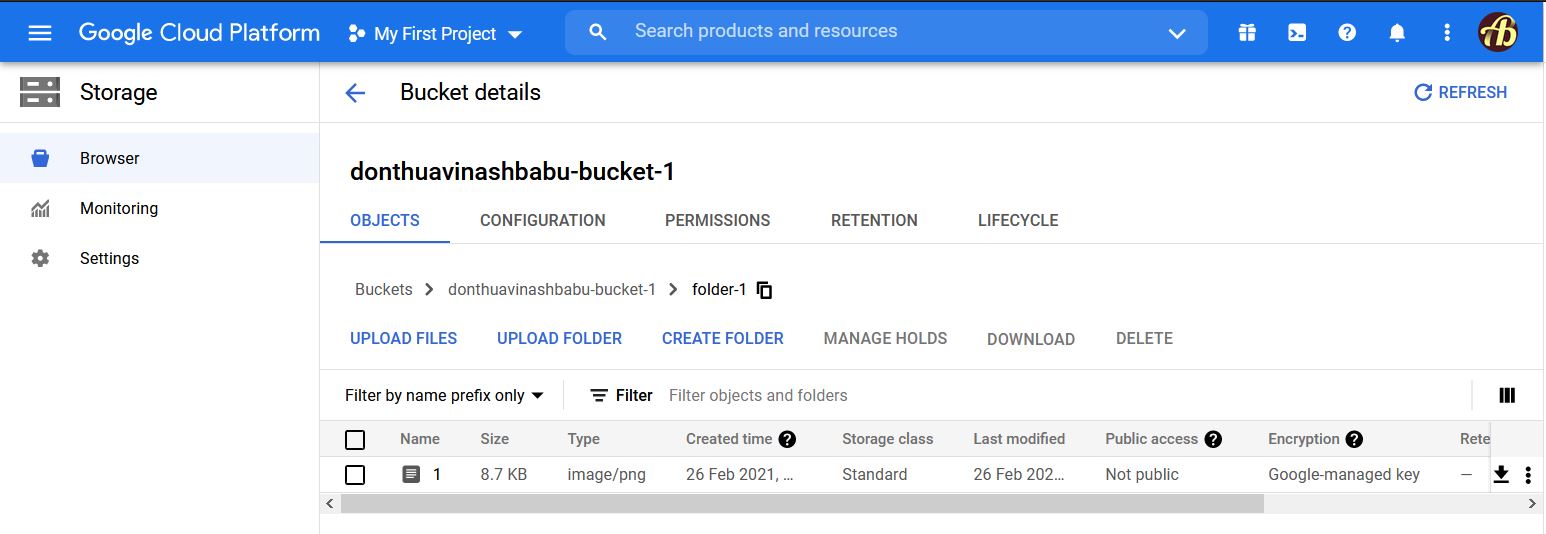 Google Cloud Platform My First Project Search products and resources
Storage Bucket details REFRESH
Browser
Monitoring
Settings
donthuavinashbabu-bucket-1
OBJECTS CONFIGURATION PERMISSIONS RETENTION LIFECYCLE
Buckets > donthuavinashbabu-bucket-1 > folder-1
UPLOAD FILES UPLOAD FOLDER CREATE FOLDER MANAGE HOLDS DOWNLOAD DELETE
Filter by name prefix only Filter Filter objects and folders
Name Size Type Created time Storage class Last modified Public access Encryption Rete
1 8.7 KB image/png 26 Feb 2021, ... Standard 26 Feb 202... Not public Google-managed key —